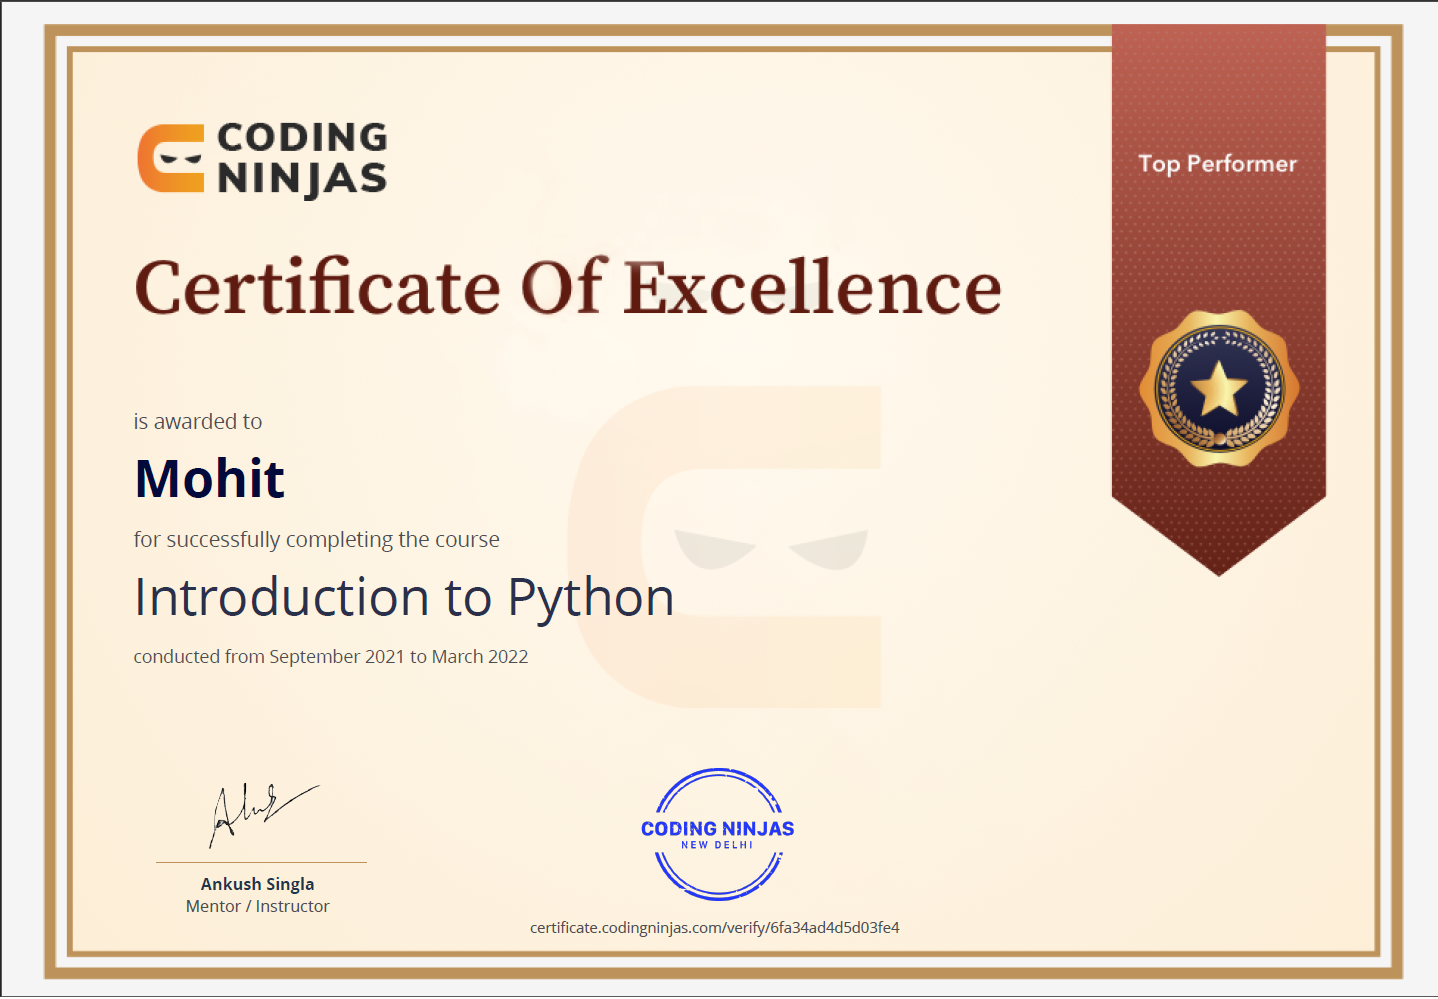 CODING
NINJAS
Top Performer
Certificate Of Excellence
is awarded to
Mohit
for successfully completing the course
Introduction to Python
conducted from September 2021 to March 2022
Ankush Singla
Mentor / Instructor
CODING NINJAS
NEW DELHI
certificate.codingninjas.com/verify/6fa34ad4d5d03fe4